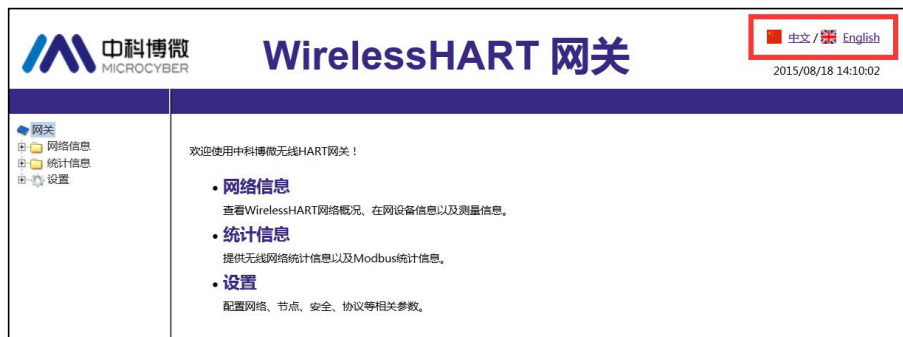 中科博微
MICROCYBER
WirelessHART 网关
中文 / English
2015/08/18 14:10:02
网关
网络信息
统计信息
设置
欢迎使用中科博微无线HART网关！
• 网络信息
查看WirelessHART网络概况、在网设备信息以及测量信息。
• 统计信息
提供无线网络统计信息以及Modbus统计信息。
• 设置
配置网络、节点、安全、协议等相关参数。